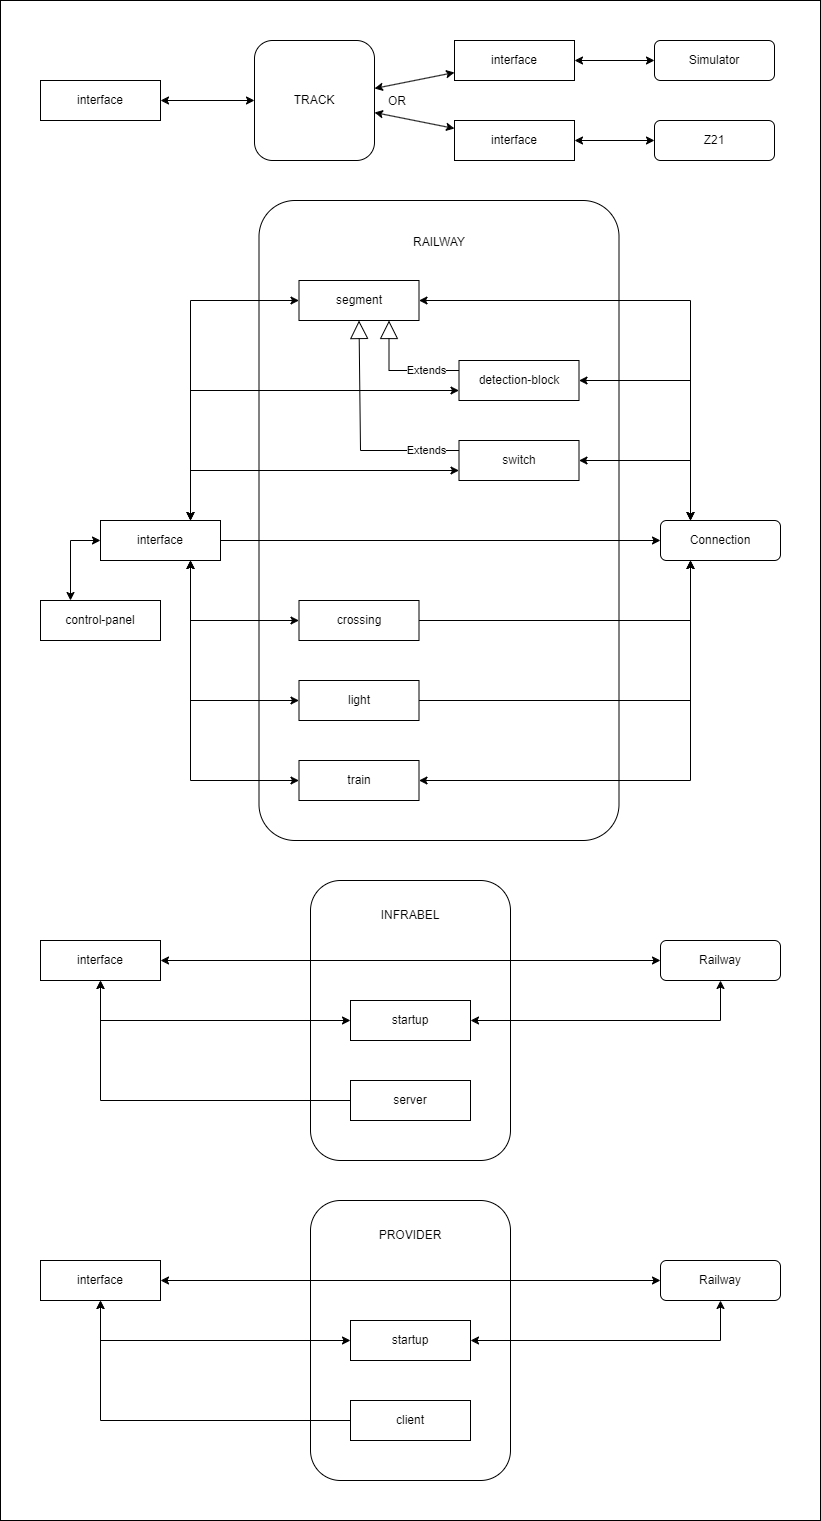 interface
TRACK
OR
interface
Simulator
interface
Z21
RAILWAY
segment
Extends
detection-block
Extends
switch
interface
Connection
control-panel
crossing
light
train
INFRABEL
interface
Railway
startup
server
PROVIDER
interface
Railway
startup
client